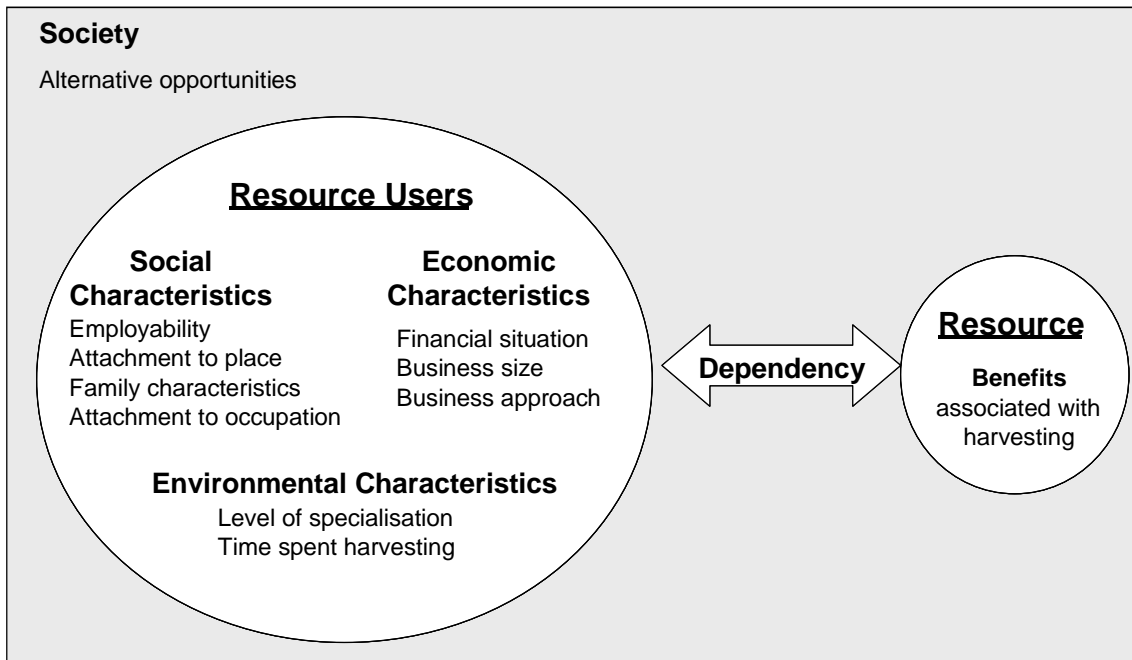 Society
Alternative opportunities
Resource Users
Social
Characteristics
Employability
Attachment to place
Family characteristics
Attachment to occupation
Economic
Characteristics
Financial situation
Business size
Business approach
Environmental Characteristics
Level of specialisation
Time spent harvesting
Dependency
Resource
Benefits
associated with
harvesting